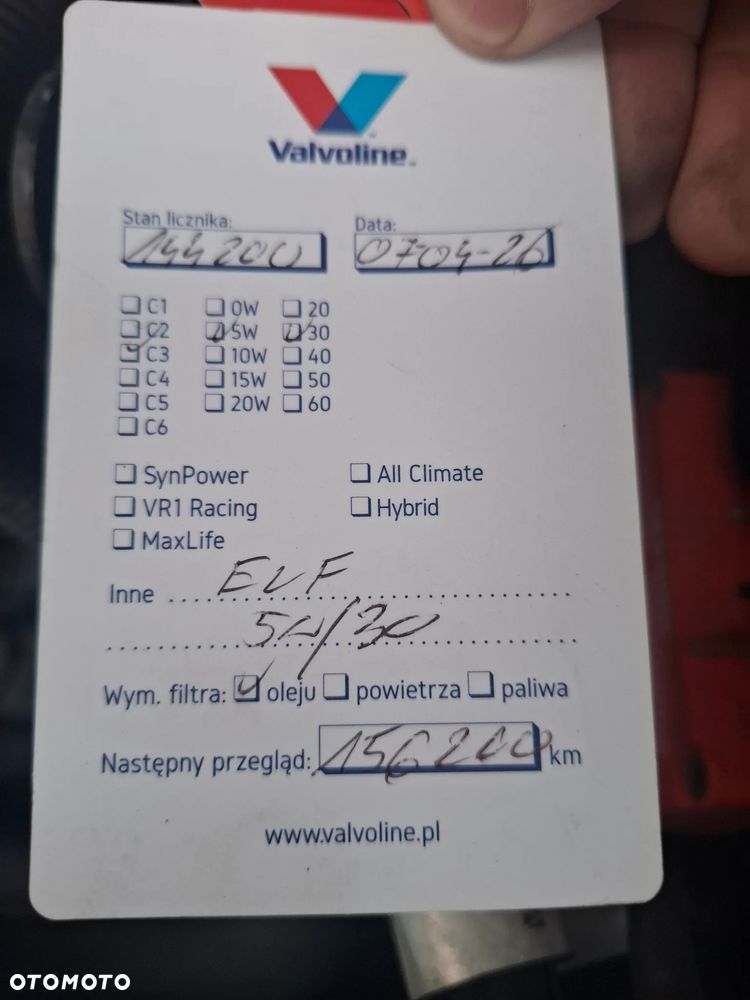 Valvoline™
Stan licznika: Data:
144200 07-04-26
C1 0W 20
C2 5W 30
C3 10W 40
C4 15W 50
C5 20W 60
C6
SynPower All Climate
VR1 Racing Hybrid
MaxLife
Inne ELF
5W/30
Wym. filtra: oleju powietrza paliwa
Następny przegląd: 156200 km
www.valvoline.pl
OTOMOTO